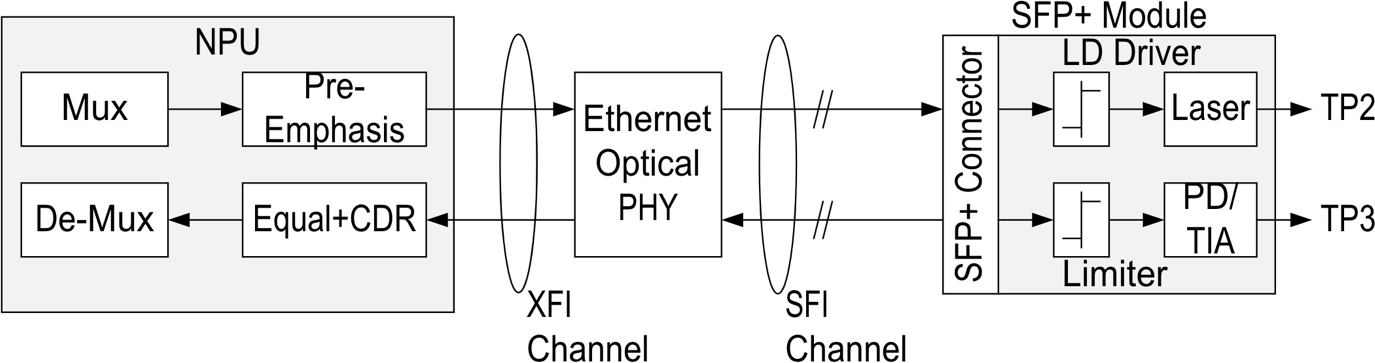 NPU
Mux
Pre-
Emphasis
De-Mux
Equal+CDR
XFI
Channel
Ethernet
Optical
PHY
SFI
Channel
SFP+ Module
SFP+ Connector
LD Driver
Laser
TP2
PD/
TIA
TP3
Limiter